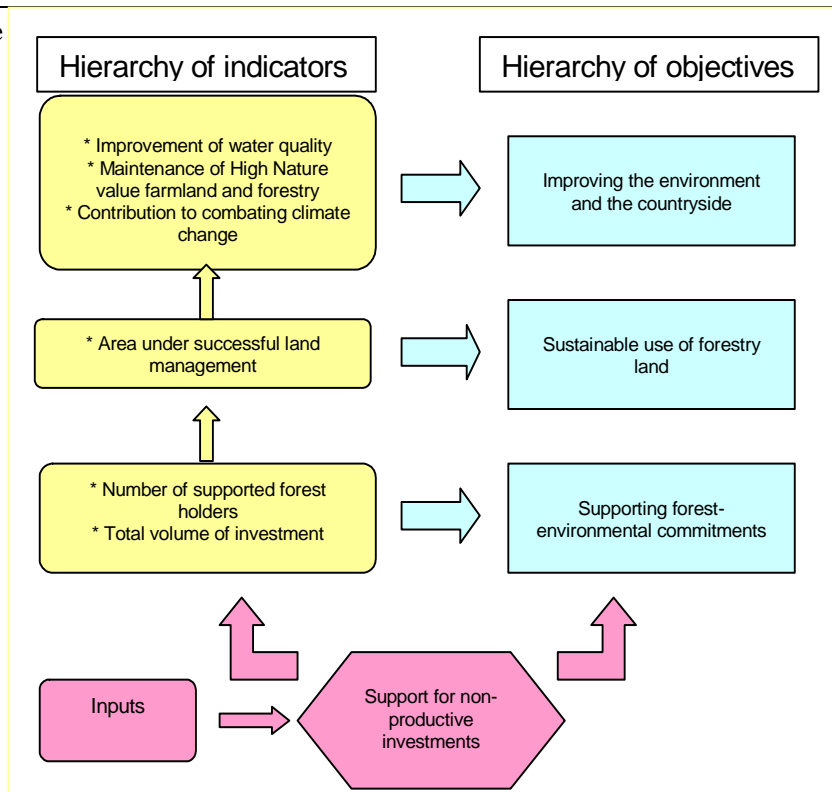 e
Hierarchy of indicators
Hierarchy of objectives
* Improvement of water quality
* Maintenance of High Nature
value farmland and forestry
* Contribution to combating climate
change
Improving the environment
and the countryside
* Area under successful land
management
Sustainable use of forestry
land
* Number of supported forest
holders
* Total volume of investment
Supporting forest-
environmental commitments
Inputs
Support for non-
productive
investments